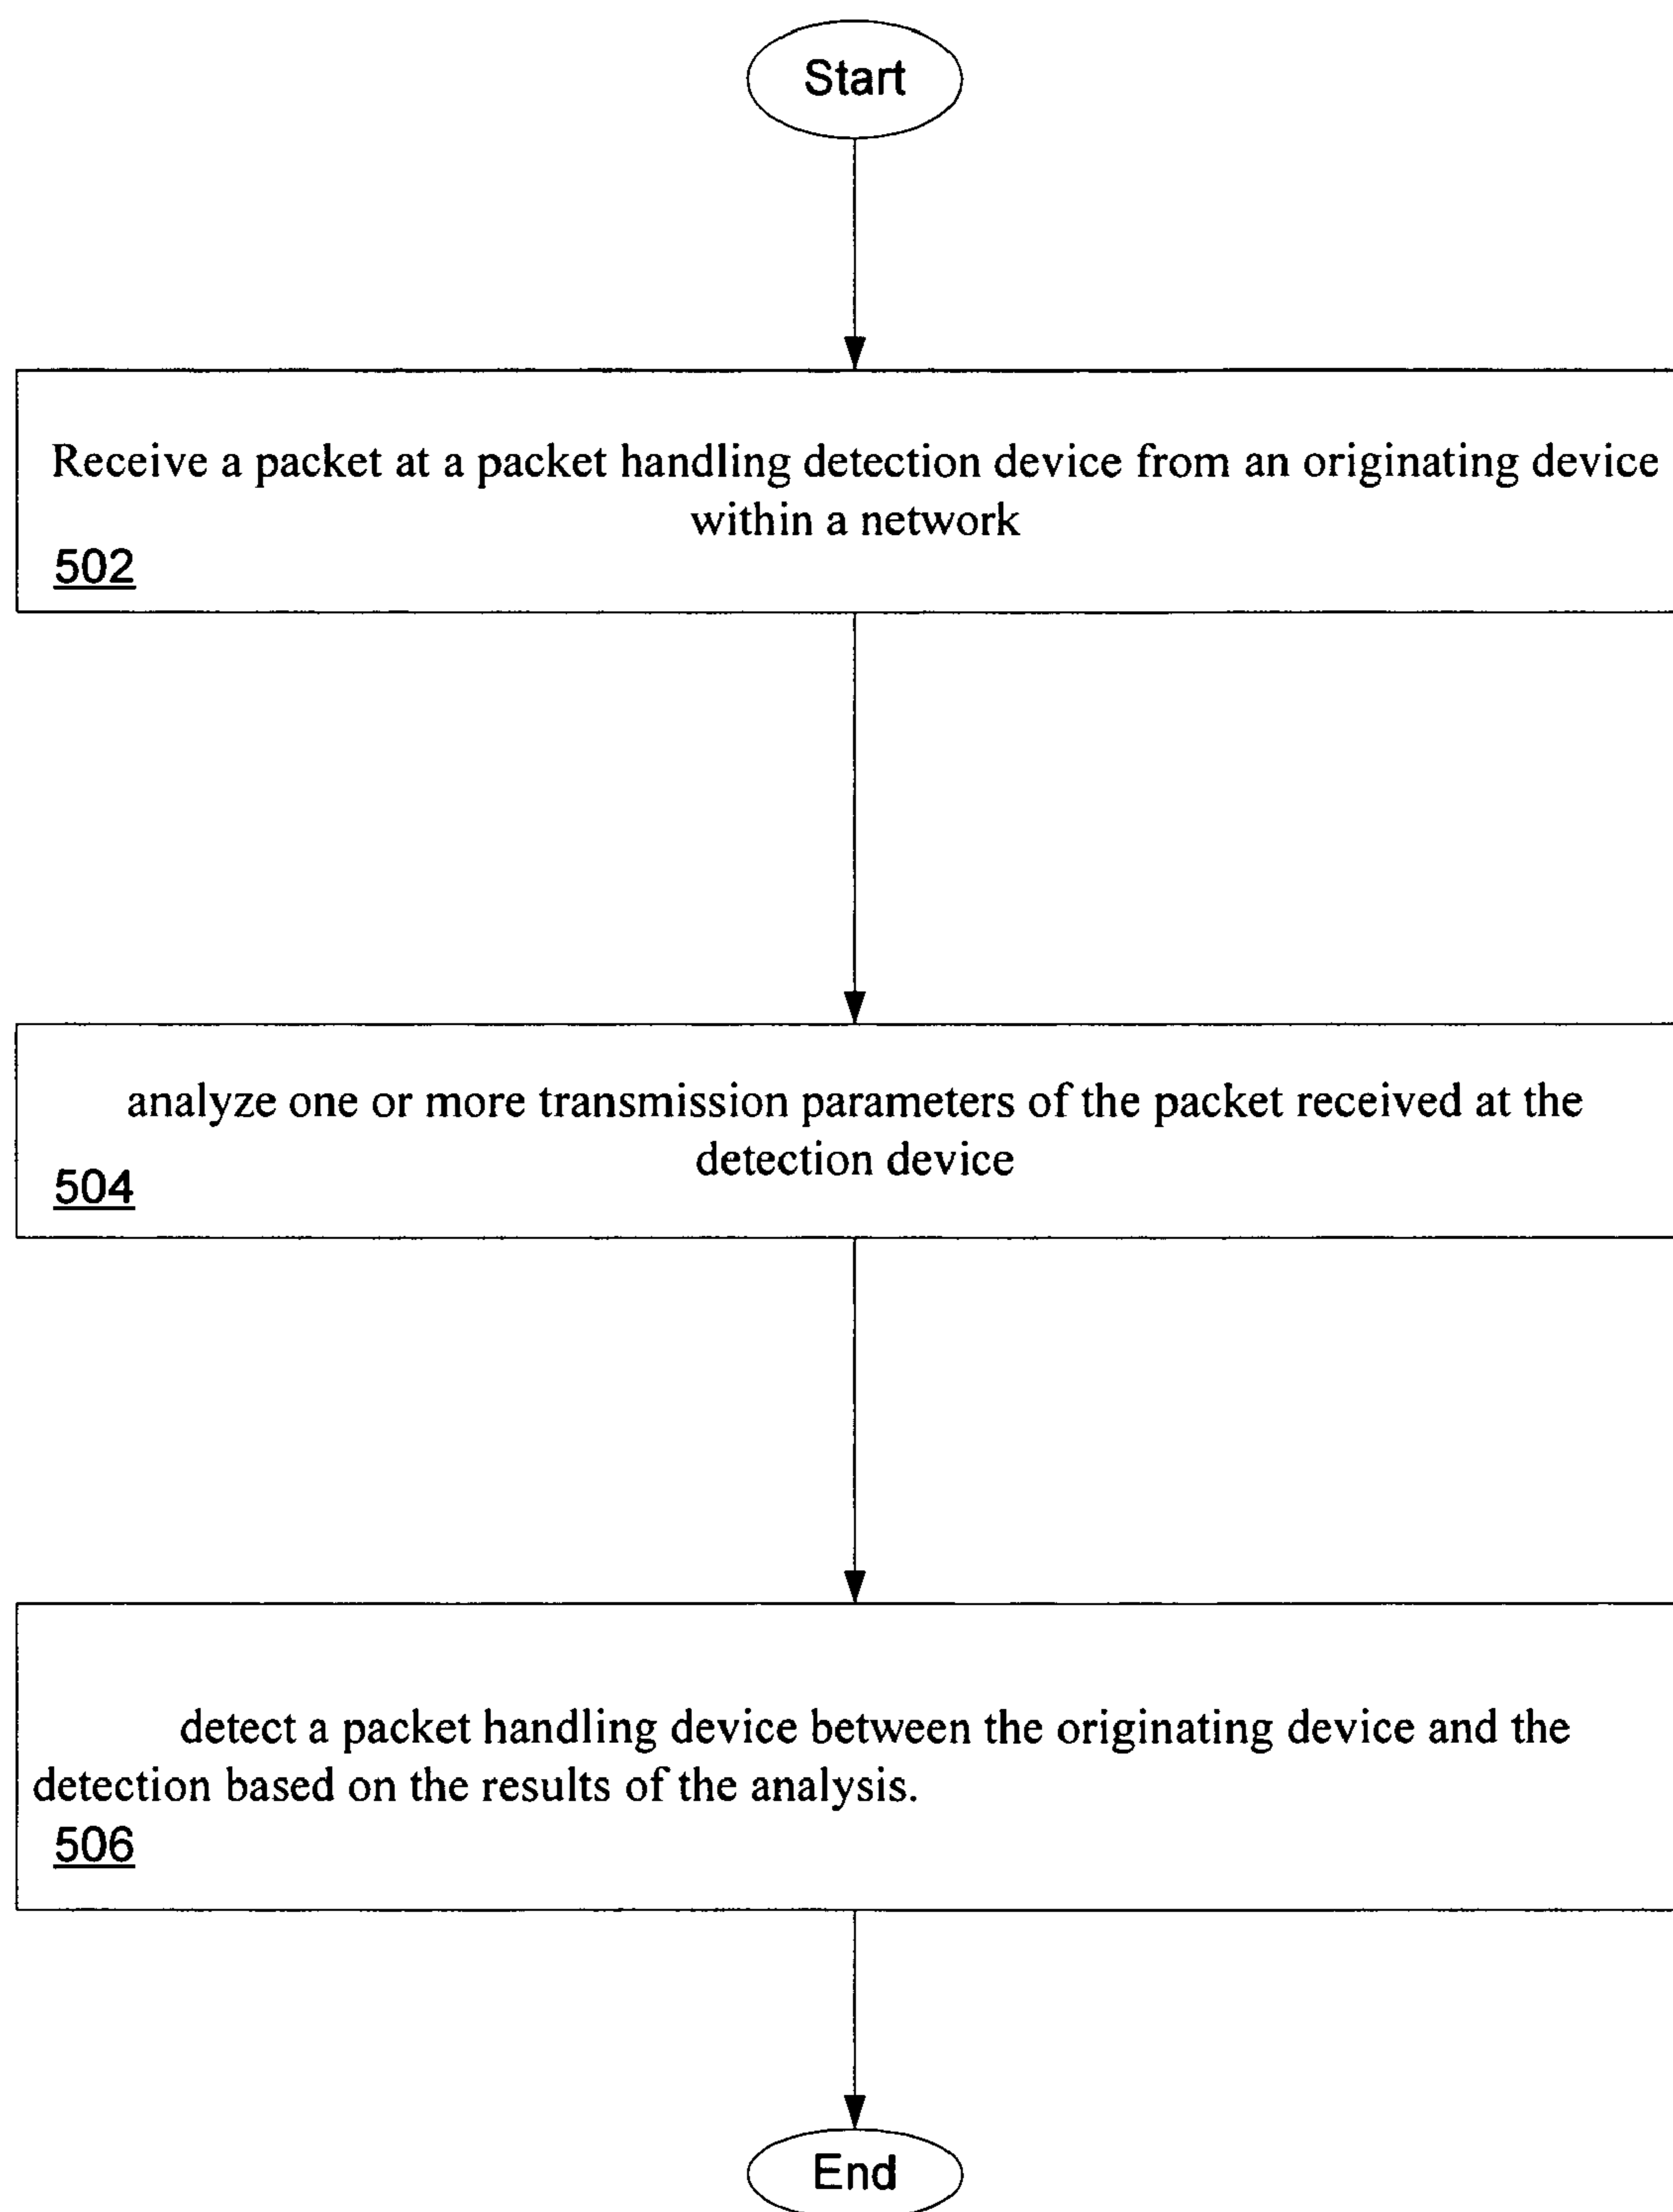 Start
Receive a packet at a packet handling detection device from an originating device
within a network
502
analyze one or more transmission parameters of the packet received at the
detection device
504
detect a packet handling device between the originating device and the
detection based on the results of the analysis.
506
End